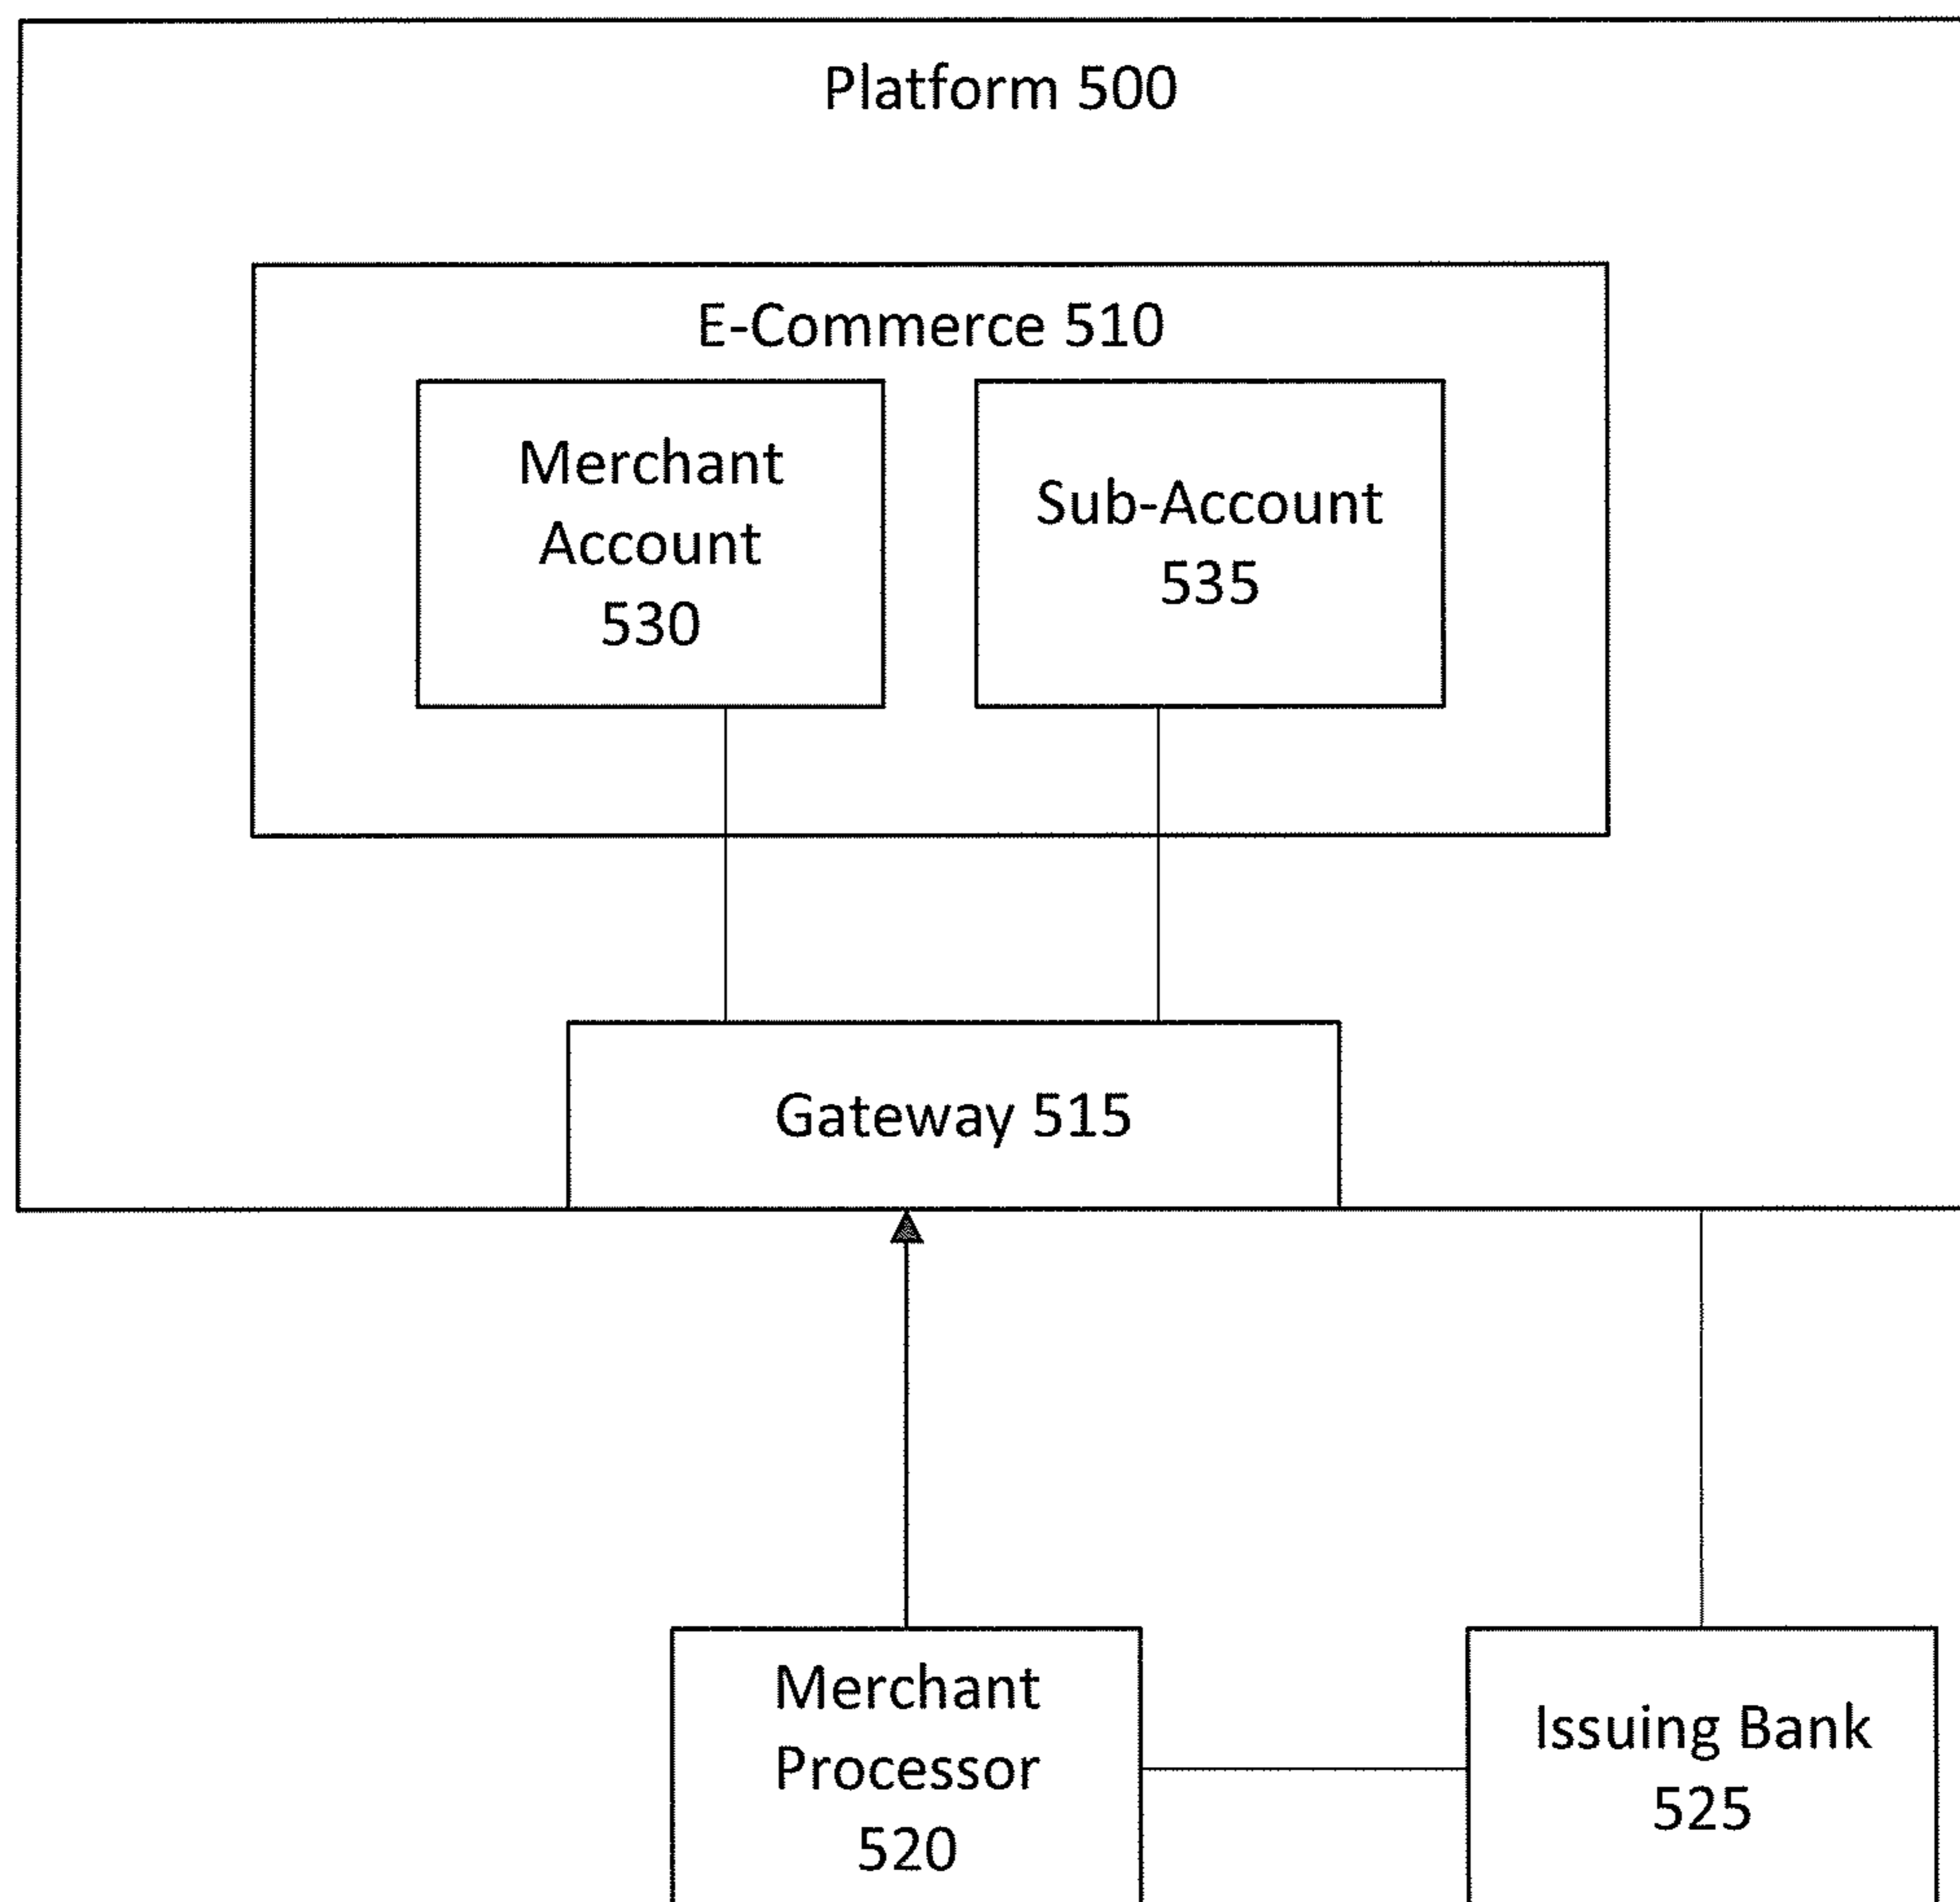 Platform 500
E-Commerce 510
Merchant
Account
530
Sub-Account
535
Gateway 515
Merchant
Processor
520
Issuing Bank
525